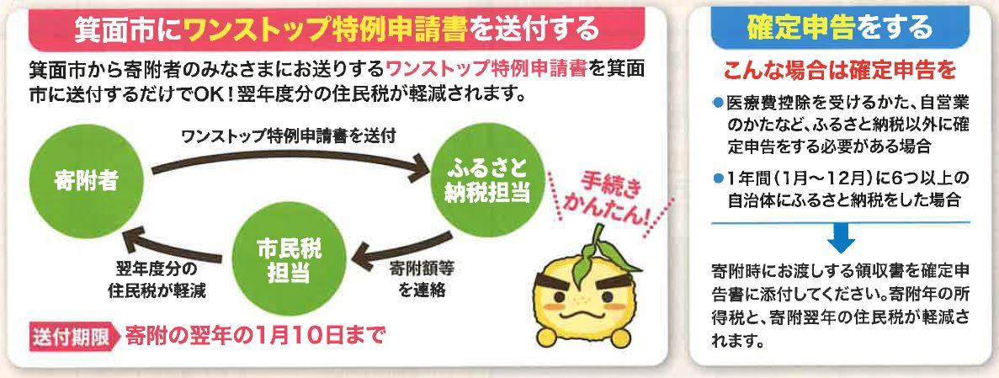 箕面市にワンストップ特例申請書を送付する
箕面市から寄附者のみなさまにお送りするワンストップ特例申請書を箕面
市に送付するだけでOK!翌年度分の住民税が軽減されます。
ワンストップ特例申請書を送付
寄附者
ふるさと
納税担当
手続き
かんたん!
市民税
担当
翌年度分の
住民税が軽減
寄附額等
を連絡
送付期限 寄附の翌年の1月10日まで
確定申告をする
こんな場合は確定申告を
●医療費控除を受けるかた、自営業
のかたなど、ふるさと納税以外に確
定申告をする必要がある場合
●1年間(1月~12月)に6つ以上の
自治体にふるさと納税をした場合
寄附時にお渡しする領収書を確定申
告書に添付してください。寄附年の所
得税と、寄附翌年の住民税が軽減さ
れます。